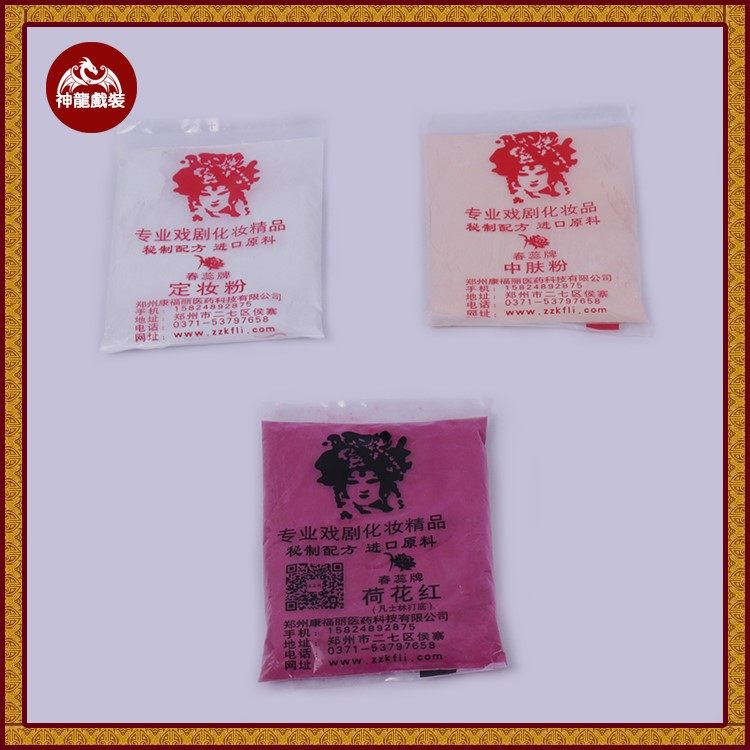 神龍戲裝
专业戏剧化妆精品
秘制配方 进口原料
春蕊牌
定妆粉
郑州康福丽医药科技有限公司
手机：15824892875
地址：郑州市二七区侯寨
电话：0371-53797658
网址：www.zzkfli.com
专业戏剧化妆精品
秘制配方 进口原料
春蕊牌
中肤粉
郑州康福丽医药科技有限公司
手机：15824892875
地址：郑州市二七区侯寨
电话：0371-53797658
网址：www.zzkfli.com
专业戏剧化妆精品
秘制配方 进口原料
春蕊牌
荷花红
(凡士林打底)
郑州康福丽医药科技有限公司
手机：15824892875
地址：郑州市二七区侯寨
电话：0371-53797658
网址：www.zzkfli.com